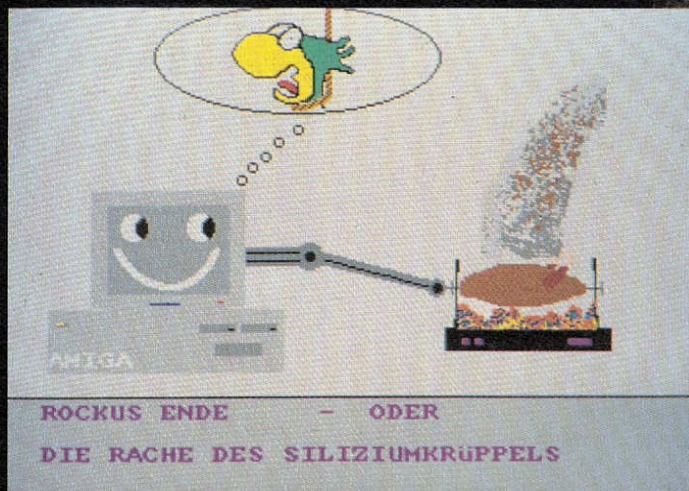 AMIGA
ROCKUS ENDE - ODER
DIE RACHE DES SILIZIUMKRüPPELS